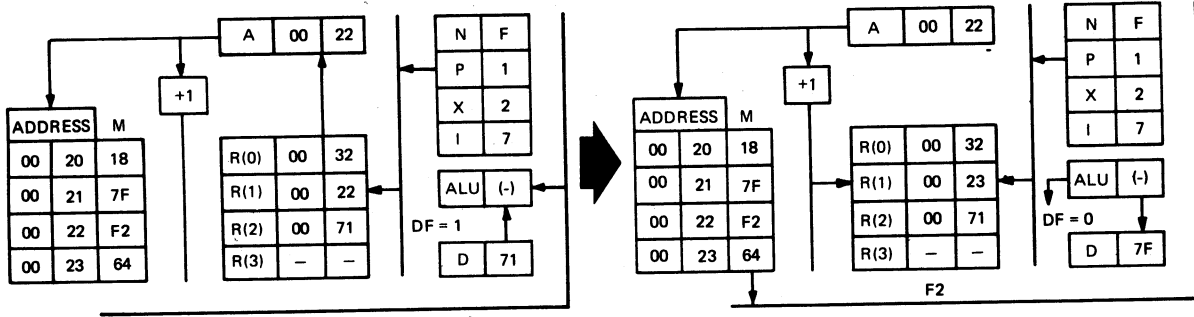 A 00 22
N F
P 1
X 2
I 7
+1
ADDRESS M
00 20 18
00 21 7F
00 22 F2
00 23 64
R(0) 00 32
R(1) 00 22
R(2) 00 71
R(3) – –
ALU (-)
DF = 1
D 71
A 00 22
N F
P 1
X 2
I 7
+1
ADDRESS M
00 20 18
00 21 7F
00 22 F2
00 23 64
R(0) 00 32
R(1) 00 23
R(2) 00 71
R(3) – –
ALU (-)
DF = 0
D 7F
F2